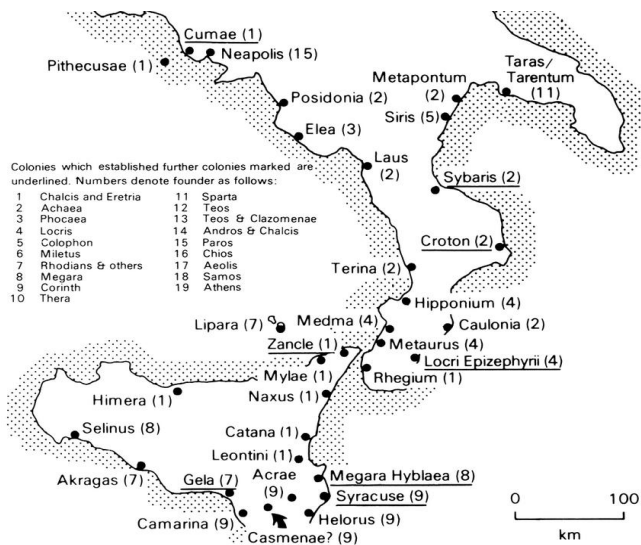 Cumae (1)
Neapolis (15)
Pithecusae (1)
Taras/
Tarentum
(11)
Metapontum
(2)
Posidonia (2)
Siris (5)
Elea (3)
Laus
(2)
Sybaris (2)
Colonies which established further colonies marked are
underlined. Numbers denote founder as follows:
1 Chalcis and Eretria
2 Achaea
3 Phocaea
4 Locris
5 Colophon
6 Miletus
7 Rhodians & others
8 Megara
9 Corinth
10 Thera
11 Sparta
12 Teos
13 Teos & Clazomenae
14 Andros & Chalcis
15 Paros
16 Chios
17 Aeolis
18 Samos
19 Athens
Croton (2)
Terina (2)
Hipponium (4)
Lipara (7)
Medma (4)
Caulonia (2)
Zancle (1)
Metaurus (4)
Locri Epizephyrii (4)
Mylae (1)
Rhegium (1)
Himera (1)
Naxus (1)
Selinus (8)
Catana (1)
Leontini (1)
Akragas (7)
Gela (7)
Acrae
(9)
Megara Hyblaea (8)
Syracuse (9)
Camarina (9)
Helorus (9)
Casmenae? (9)
0 100
km